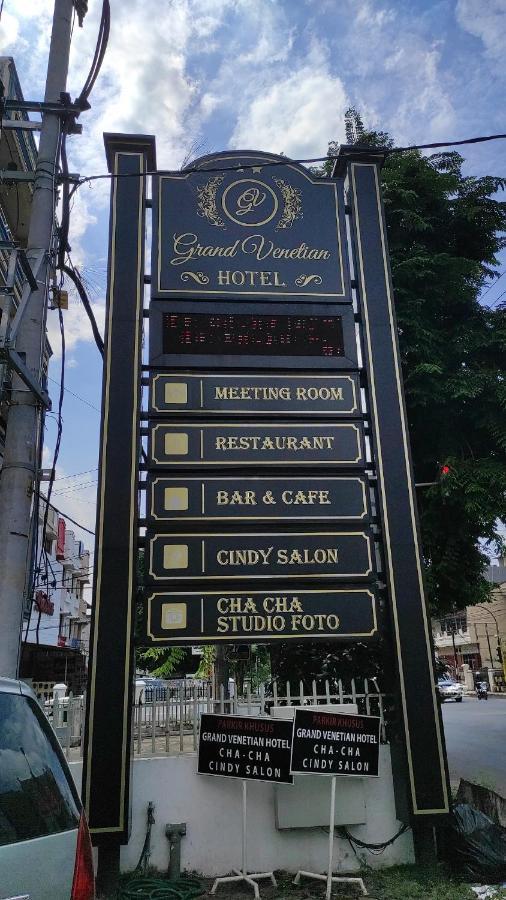 GV
Grand Venetian
HOTEL
MEETING ROOM
RESTAURANT
BAR & CAFE
CINDY SALON
CHA CHA
STUDIO FOTO
PARKIR KHUSUS
GRAND VENETIAN HOTEL
CHA-CHA
CINDY SALON
PARKIR KHUSUS
GRAND VENETIAN HOTEL
CHA-CHA
CINDY SALON